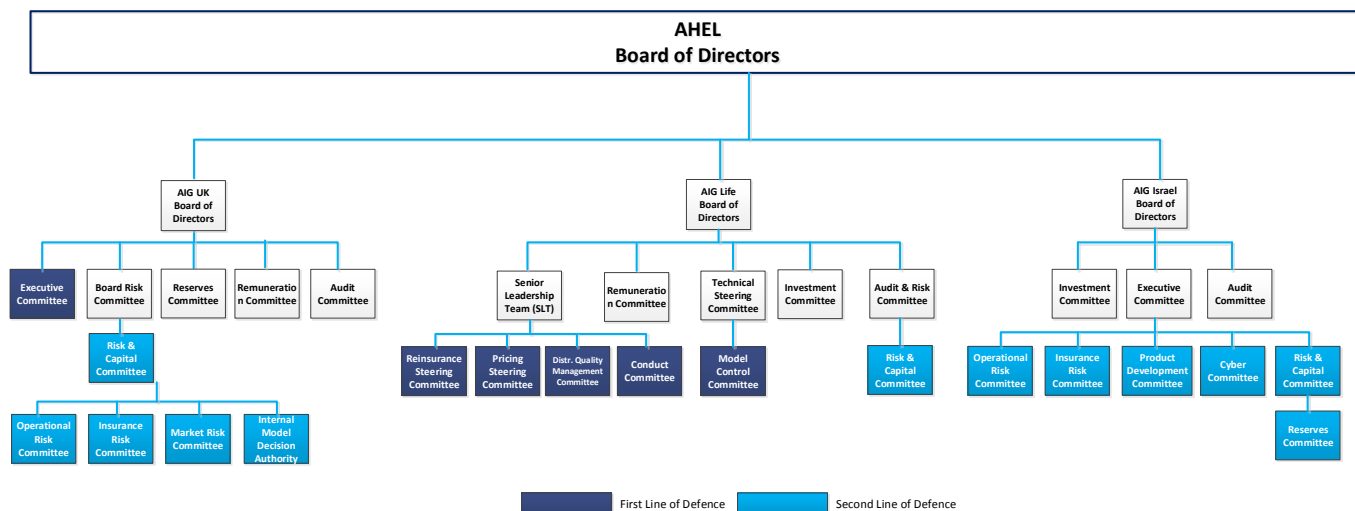 AHEL
Board of Directors
AIG UK
Board of
Directors
AIG Life
Board of
Directors
AIG Israel
Board of
Directors
Executive
Committee
Board Risk
Committee
Reserves
Committee
Remuneratio
n Committee
Audit
Committee
Senior
Leadership
Team (SLT)
Remuneratio
n Committee
Technical
Steering
Committee
Investment
Committee
Audit & Risk
Committee
Investment
Committee
Executive
Committee
Audit
Committee
Risk &
Capital
Committee
Reinsurance
Steering
Committee
Pricing
Steering
Committee
Distr. Quality
Management
Committee
Conduct
Committee
Model
Control
Committee
Risk &
Capital
Committee
Operational
Risk
Committee
Insurance
Risk
Committee
Product
Development
Committee
Cyber
Committee
Risk &
Capital
Committee
Operational
Risk
Committee
Insurance
Risk
Committee
Market Risk
Committee
Internal
Model
Decision
Authority
Reserves
Committee
First Line of Defence
Second Line of Defence